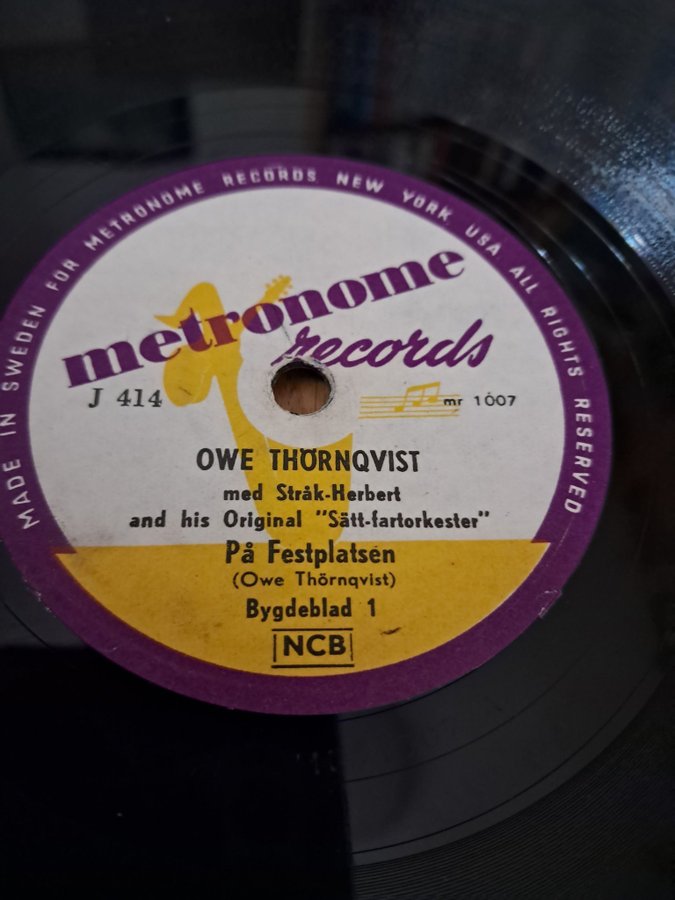 MADE IN SWEDEN FOR METRONOME RECORDS NEW YORK USA ALL RIGHTS RESERVED
metronome
records
J 414
mr 1007
OWE THÖRNQVIST
med Stråk-Herbert
and his Original "Sätt-fartorkester"
På Festplatsen
(Owe Thörnqvist)
Bygdeblad 1
NCB